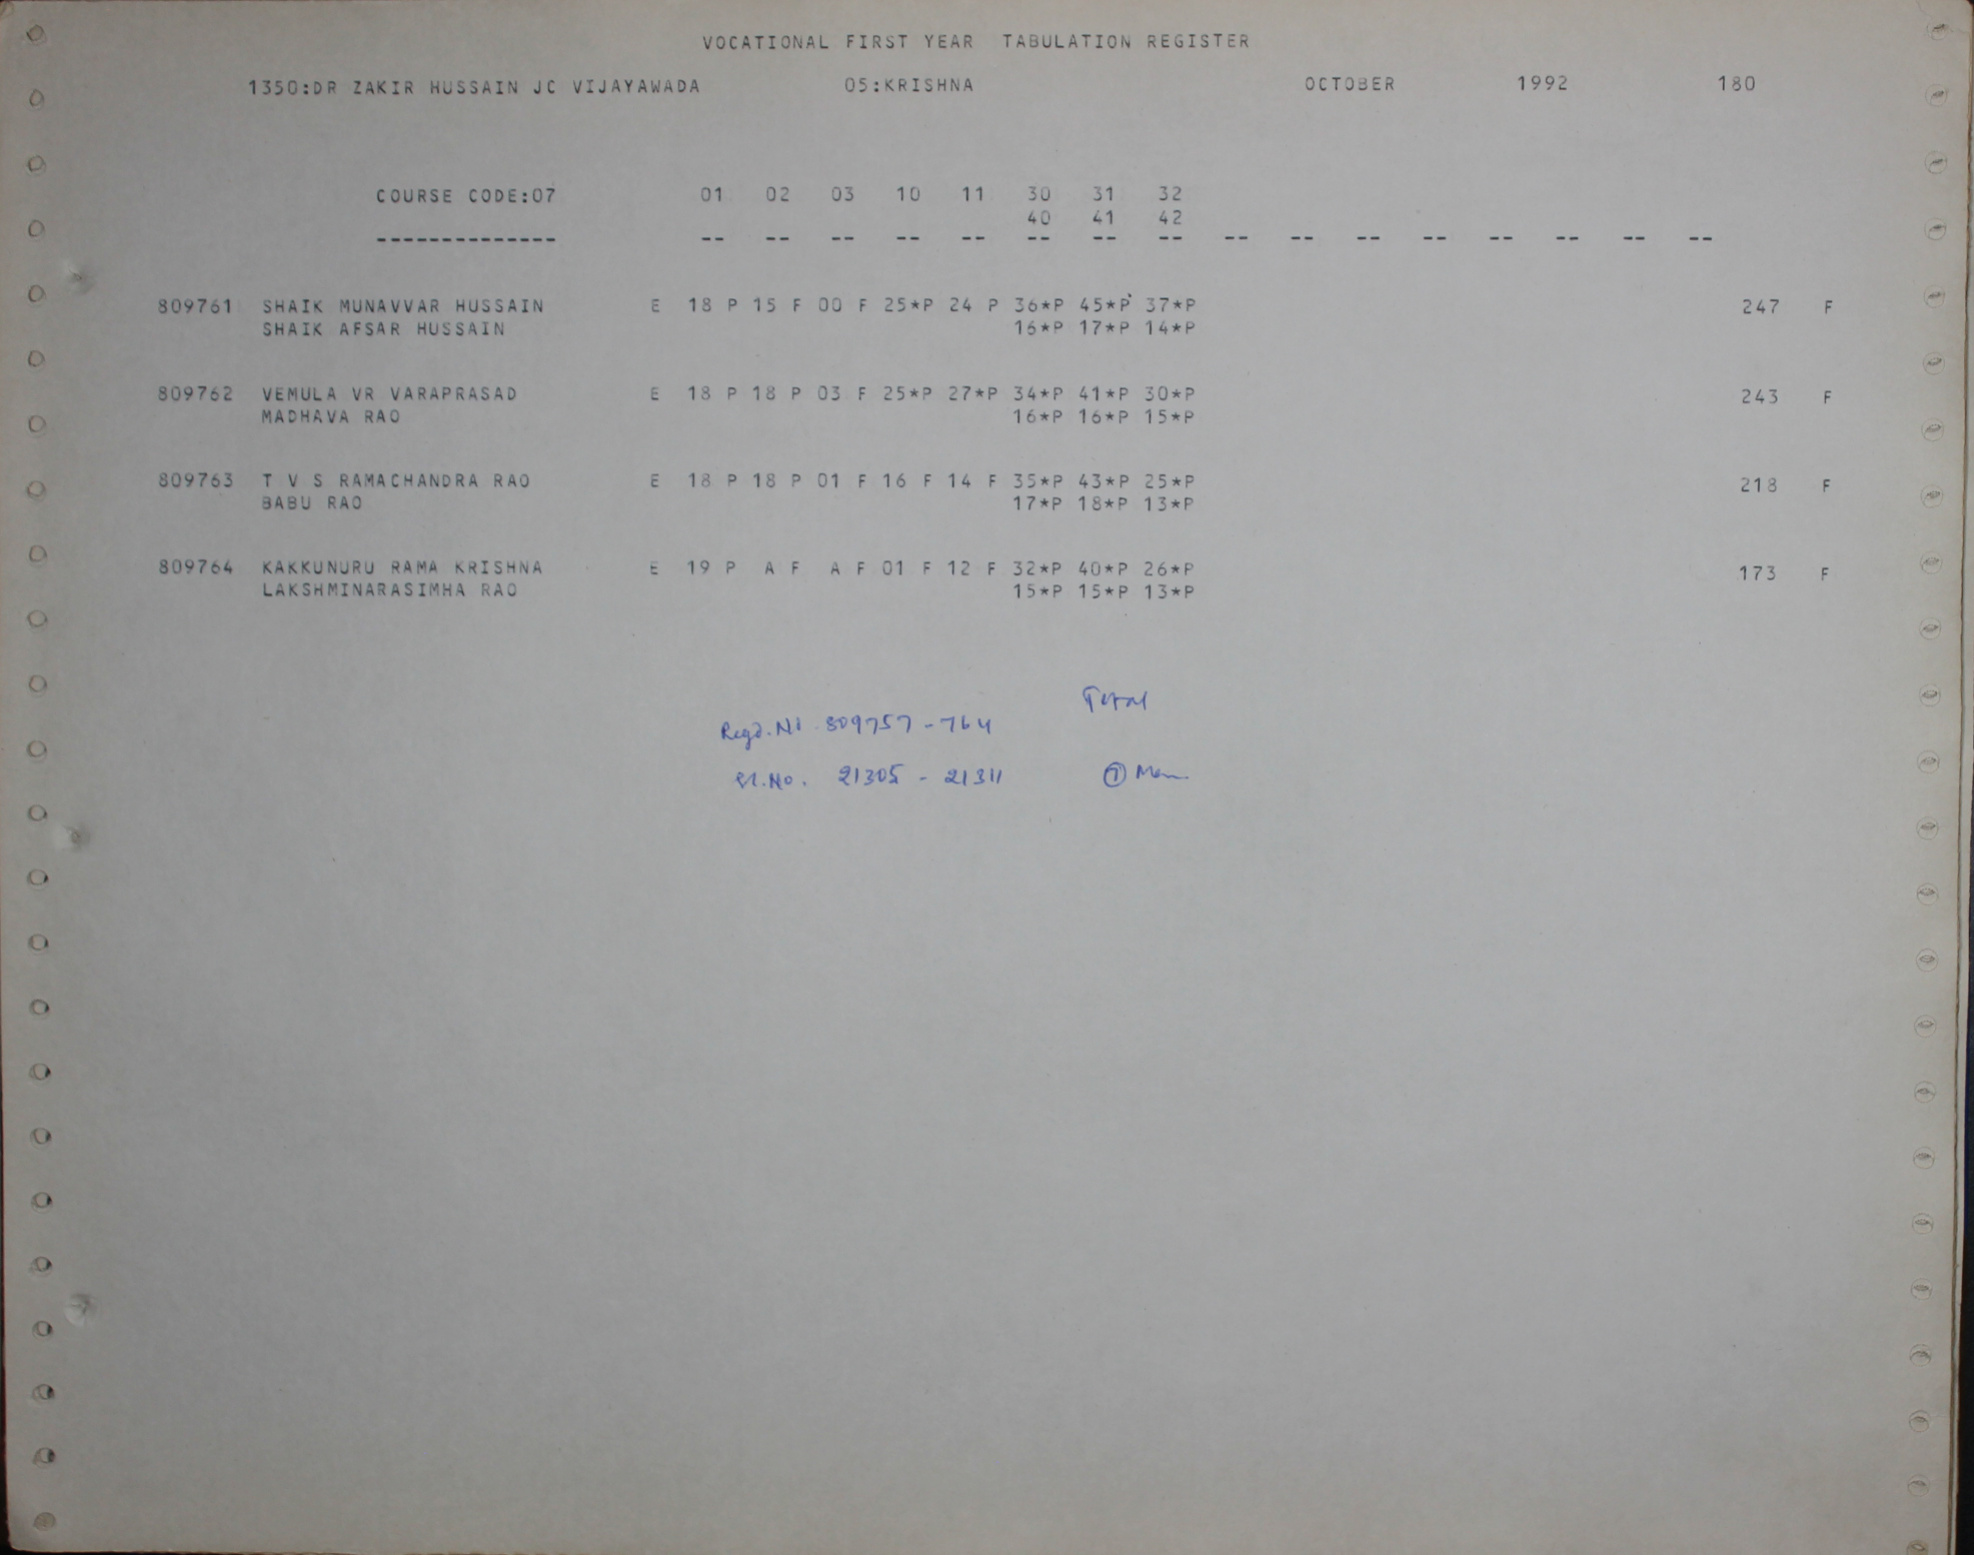 VOCATIONAL FIRST YEAR TABULATION REGISTER
1350:DR ZAKIR HUSSAIN JC VIJAYAWADA 05:KRISHNA OCTOBER 1992 180
COURSE CODE:07 01 02 03 10 11 30 31 32
40 41 42
-------------- -- -- -- -- -- -- -- -- -- -- -- -- -- -- -- --
809761 SHAIK MUNAVVAR HUSSAIN E 18 P 15 F 00 F 25*P 24 P 36*P 45*P 37*P 247 F
SHAIK AFSAR HUSSAIN 16*P 17*P 14*P
809762 VEMULA VR VARAPRASAD E 18 P 18 P 03 F 25*P 27*P 34*P 41*P 30*P 243 F
MADHAVA RAO 16*P 16*P 15*P
809763 T V S RAMACHANDRA RAO E 18 P 18 P 01 F 16 F 14 F 35*P 43*P 25*P 218 F
BABU RAO 17*P 18*P 13*P
809764 KAKKUNURU RAMA KRISHNA E 19 P A F A F 01 F 12 F 32*P 40*P 26*P 173 F
LAKSHMINARASIMHA RAO 15*P 15*P 13*P
Total
Regd.No. 809757-764
Sl.No. 21305 - 21311 7